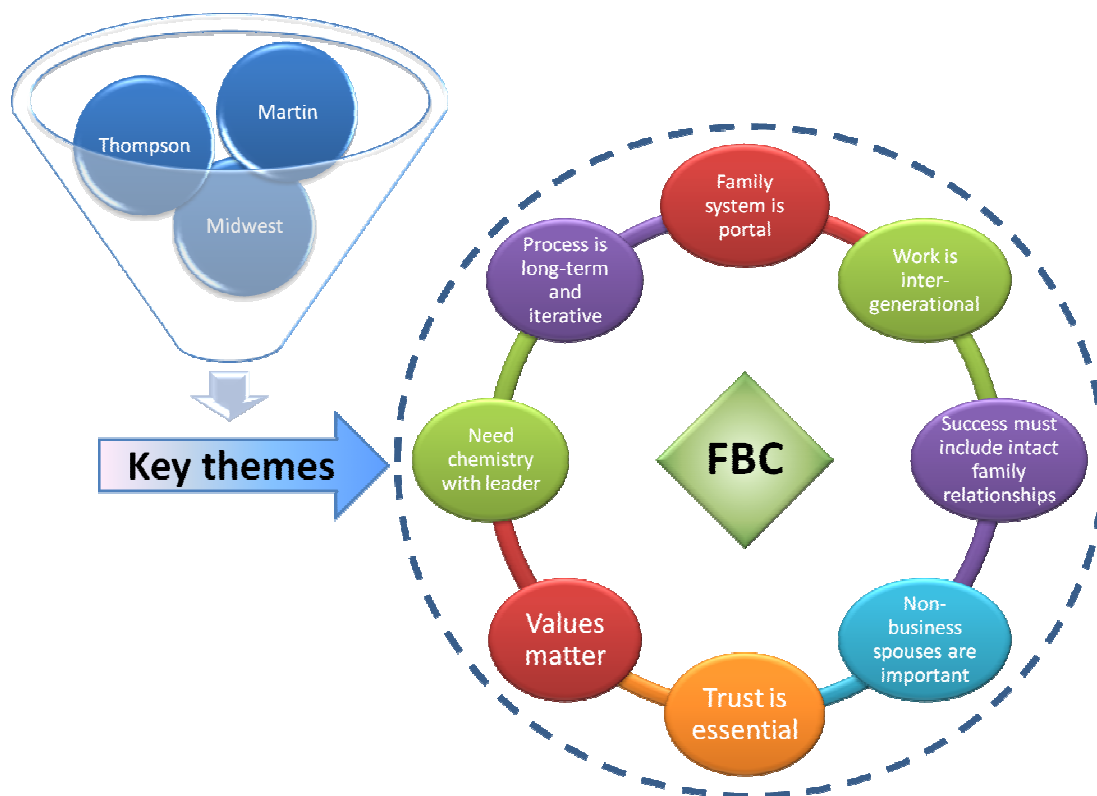 Martin
Thompson
Midwest
Key themes
Family
system is
portal
Work is
inter-
generational
Success must
include intact
family
relationships
Non-
business
spouses are
important
Trust is
essential
Values
matter
Need
chemistry
with leader
Process is
long-term
and
iterative
FBC